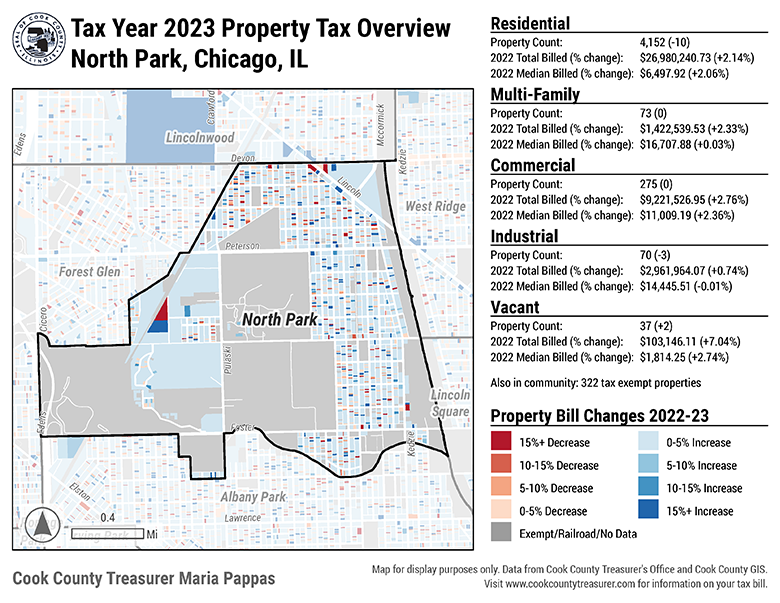 Tax Year 2023 Property Tax Overview
North Park, Chicago, IL
Residential
Property Count: 4,152 (-10)
2022 Total Billed (% change): $26,980,240.73 (+2.14%)
2022 Median Billed (% change): $6,497.92 (+2.06%)
Multi-Family
Property Count: 73 (0)
2022 Total Billed (% change): $1,422,539.53 (+2.33%)
2022 Median Billed (% change): $16,707.88 (+0.03%)
Commercial
Property Count: 275 (0)
2022 Total Billed (% change): $9,221,526.95 (+2.76%)
2022 Median Billed (% change): $11,009.19 (+2.36%)
Industrial
Property Count: 70 (-3)
2022 Total Billed (% change): $2,961,964.07 (+0.74%)
2022 Median Billed (% change): $14,445.51 (-0.01%)
Vacant
Property Count: 37 (+2)
2022 Total Billed (% change): $103,146.11 (+7.04%)
2022 Median Billed (% change): $1,814.25 (+2.74%)
Also in community: 322 tax exempt properties
Property Bill Changes 2022-23
15%+ Decrease
10-15% Decrease
5-10% Decrease
0-5% Decrease
Exempt/Railroad/No Data
0-5% Increase
5-10% Increase
10-15% Increase
15%+ Increase
Edens
Crawford
Lincolnwood
Mccormick
Devon
Kedzie
Lincoln
West Ridge
Peterson
Forest Glen
Cicero
North Park
Pulaski
Lincoln
Square
Edens
Foster
Kedzie
Elston
Albany Park
Lawrence
Irving Park
0.4
Mi
Cook County Treasurer Maria Pappas
Map for display purposes only. Data from Cook County Treasurer's Office and Cook County GIS.
Visit www.cookcountytreasurer.com for information on your tax bill.